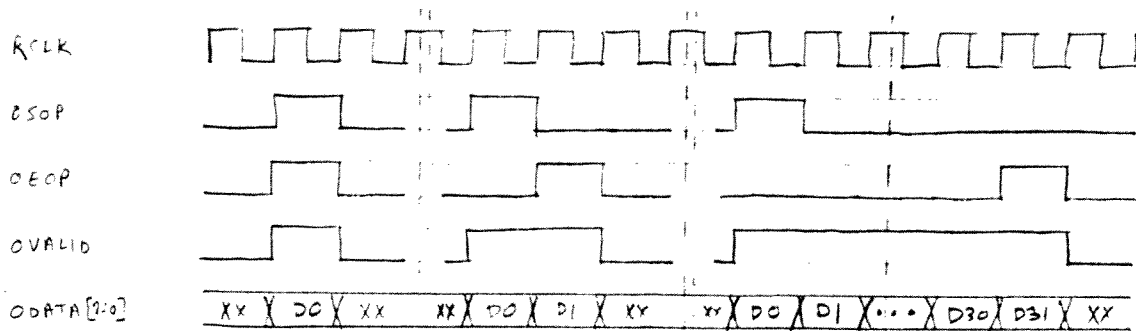 RCLK
OSOP
OEOP
OVALID
ODATA[7:0] XX D0 XX XX D0 D1 XX XX D0 D1 ... D30 D31 XX